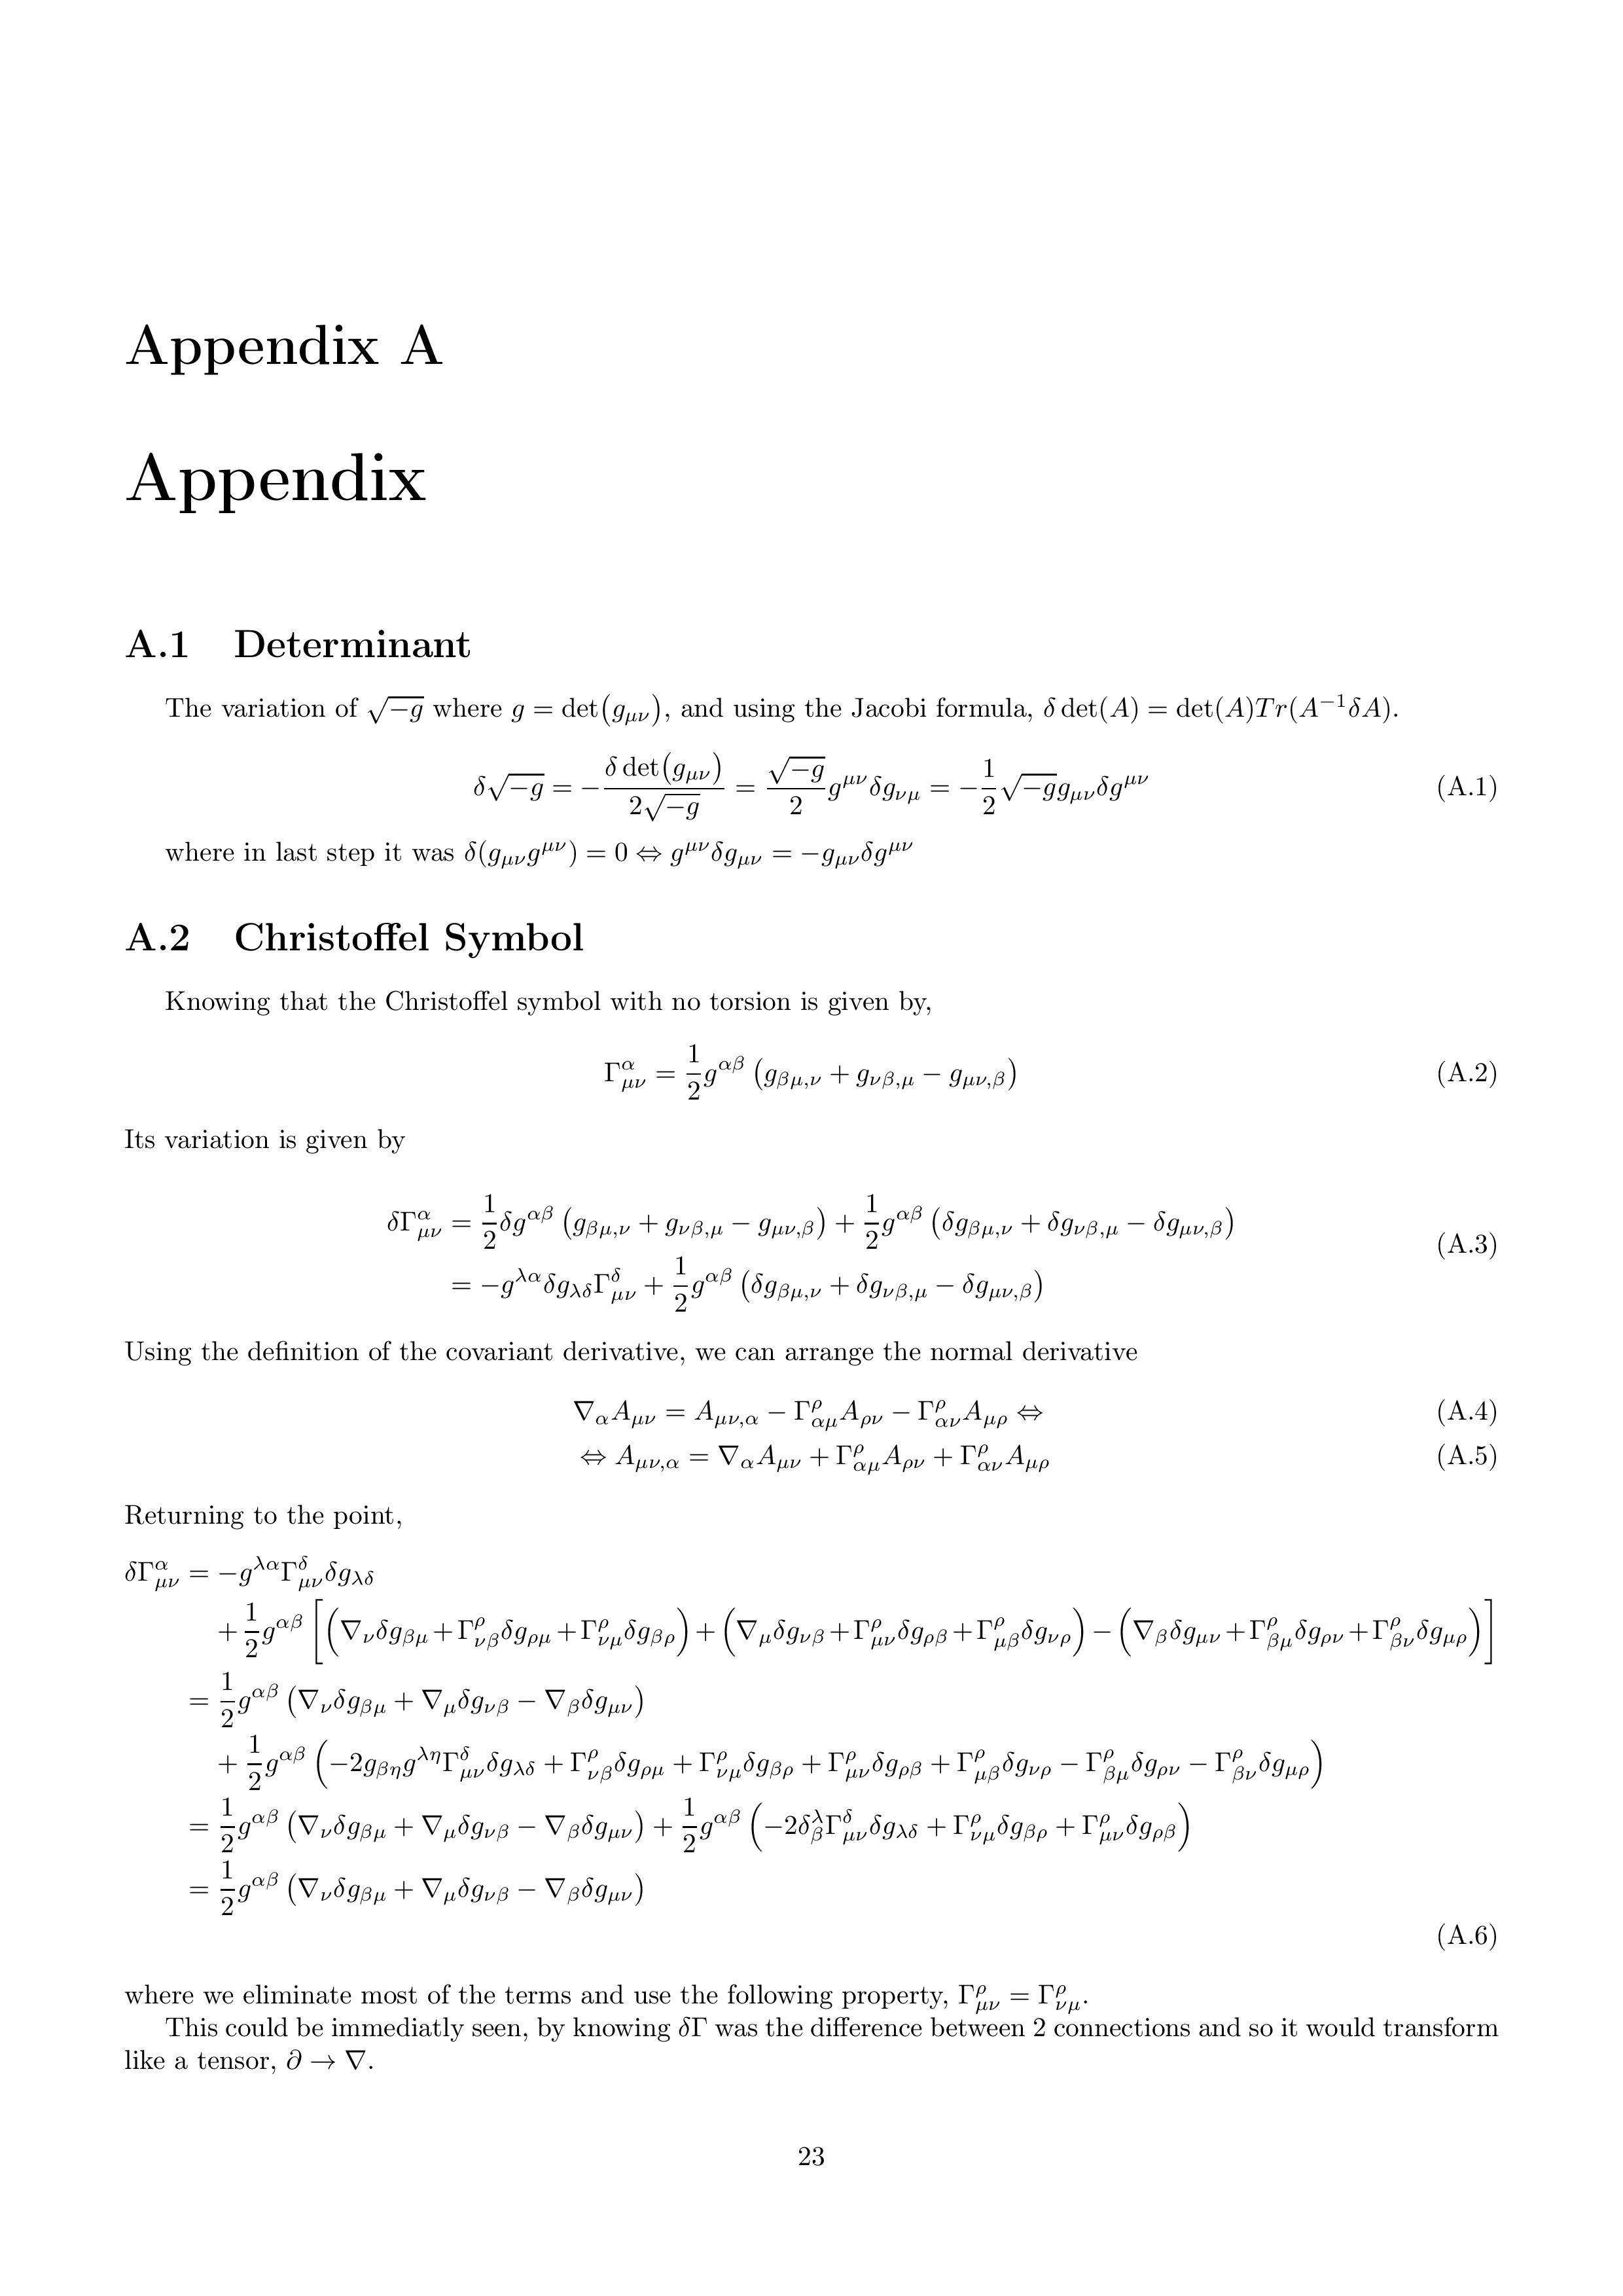 Appendix A
Appendix
A.1 Determinant
The variation of $\sqrt{-g}$ where $g = \det(g_{\mu\nu})$, and using the Jacobi formula, $\delta \det(A) = \det(A)Tr(A^{-1}\delta A)$.
$\delta\sqrt{-g} = -\frac{\delta \det(g_{\mu\nu})}{2\sqrt{-g}} = \frac{\sqrt{-g}}{2} g^{\mu\nu}\delta g_{\nu\mu} = -\frac{1}{2}\sqrt{-g} g_{\mu\nu}\delta g^{\mu\nu}$ (A.1)
where in last step it was $\delta(g_{\mu\nu}g^{\mu\nu}) = 0 \Leftrightarrow g^{\mu\nu}\delta g_{\mu\nu} = -g_{\mu\nu}\delta g^{\mu\nu}$
A.2 Christoffel Symbol
Knowing that the Christoffel symbol with no torsion is given by,
$\Gamma^{\alpha}_{\mu\nu} = \frac{1}{2}g^{\alpha\beta}\left(g_{\beta\mu,\nu} + g_{\nu\beta,\mu} - g_{\mu\nu,\beta}\right)$ (A.2)
Its variation is given by
$\delta\Gamma^{\alpha}_{\mu\nu} = \frac{1}{2}\delta g^{\alpha\beta}\left(g_{\beta\mu,\nu} + g_{\nu\beta,\mu} - g_{\mu\nu,\beta}\right) + \frac{1}{2}g^{\alpha\beta}\left(\delta g_{\beta\mu,\nu} + \delta g_{\nu\beta,\mu} - \delta g_{\mu\nu,\beta}\right)$
(A.3)
$= -g^{\lambda\alpha}\delta g_{\lambda\delta}\Gamma^{\delta}_{\mu\nu} + \frac{1}{2}g^{\alpha\beta}\left(\delta g_{\beta\mu,\nu} + \delta g_{\nu\beta,\mu} - \delta g_{\mu\nu,\beta}\right)$
Using the definition of the covariant derivative, we can arrange the normal derivative
$\nabla_{\alpha}A_{\mu\nu} = A_{\mu\nu,\alpha} - \Gamma^{\rho}_{\alpha\mu}A_{\rho\nu} - \Gamma^{\rho}_{\alpha\nu}A_{\mu\rho} \Leftrightarrow$ (A.4)
$\Leftrightarrow A_{\mu\nu,\alpha} = \nabla_{\alpha}A_{\mu\nu} + \Gamma^{\rho}_{\alpha\mu}A_{\rho\nu} + \Gamma^{\rho}_{\alpha\nu}A_{\mu\rho}$ (A.5)
Returning to the point,
$\delta\Gamma^{\alpha}_{\mu\nu} = -g^{\lambda\alpha}\Gamma^{\delta}_{\mu\nu}\delta g_{\lambda\delta}$
$+ \frac{1}{2}g^{\alpha\beta}\left[\left(\nabla_{\nu}\delta g_{\beta\mu} + \Gamma^{\rho}_{\nu\beta}\delta g_{\rho\mu} + \Gamma^{\rho}_{\nu\mu}\delta g_{\beta\rho}\right) + \left(\nabla_{\mu}\delta g_{\nu\beta} + \Gamma^{\rho}_{\mu\nu}\delta g_{\rho\beta} + \Gamma^{\rho}_{\mu\beta}\delta g_{\nu\rho}\right) - \left(\nabla_{\beta}\delta g_{\mu\nu} + \Gamma^{\rho}_{\beta\mu}\delta g_{\rho\nu} + \Gamma^{\rho}_{\beta\nu}\delta g_{\mu\rho}\right)\right]$
$= \frac{1}{2}g^{\alpha\beta}\left(\nabla_{\nu}\delta g_{\beta\mu} + \nabla_{\mu}\delta g_{\nu\beta} - \nabla_{\beta}\delta g_{\mu\nu}\right)$
$+ \frac{1}{2}g^{\alpha\beta}\left(-2g_{\beta\eta}g^{\lambda\eta}\Gamma^{\delta}_{\mu\nu}\delta g_{\lambda\delta} + \Gamma^{\rho}_{\nu\beta}\delta g_{\rho\mu} + \Gamma^{\rho}_{\nu\mu}\delta g_{\beta\rho} + \Gamma^{\rho}_{\mu\nu}\delta g_{\rho\beta} + \Gamma^{\rho}_{\mu\beta}\delta g_{\nu\rho} - \Gamma^{\rho}_{\beta\mu}\delta g_{\rho\nu} - \Gamma^{\rho}_{\beta\nu}\delta g_{\mu\rho}\right)$
$= \frac{1}{2}g^{\alpha\beta}\left(\nabla_{\nu}\delta g_{\beta\mu} + \nabla_{\mu}\delta g_{\nu\beta} - \nabla_{\beta}\delta g_{\mu\nu}\right) + \frac{1}{2}g^{\alpha\beta}\left(-2\delta^{\lambda}_{\beta}\Gamma^{\delta}_{\mu\nu}\delta g_{\lambda\delta} + \Gamma^{\rho}_{\nu\mu}\delta g_{\beta\rho} + \Gamma^{\rho}_{\mu\nu}\delta g_{\rho\beta}\right)$
$= \frac{1}{2}g^{\alpha\beta}\left(\nabla_{\nu}\delta g_{\beta\mu} + \nabla_{\mu}\delta g_{\nu\beta} - \nabla_{\beta}\delta g_{\mu\nu}\right)$
(A.6)
where we eliminate most of the terms and use the following property, $\Gamma^{\rho}_{\mu\nu} = \Gamma^{\rho}_{\nu\mu}$.
This could be immediatly seen, by knowing $\delta\Gamma$ was the difference between 2 connections and so it would transform
like a tensor, $\partial \to \nabla$.
23